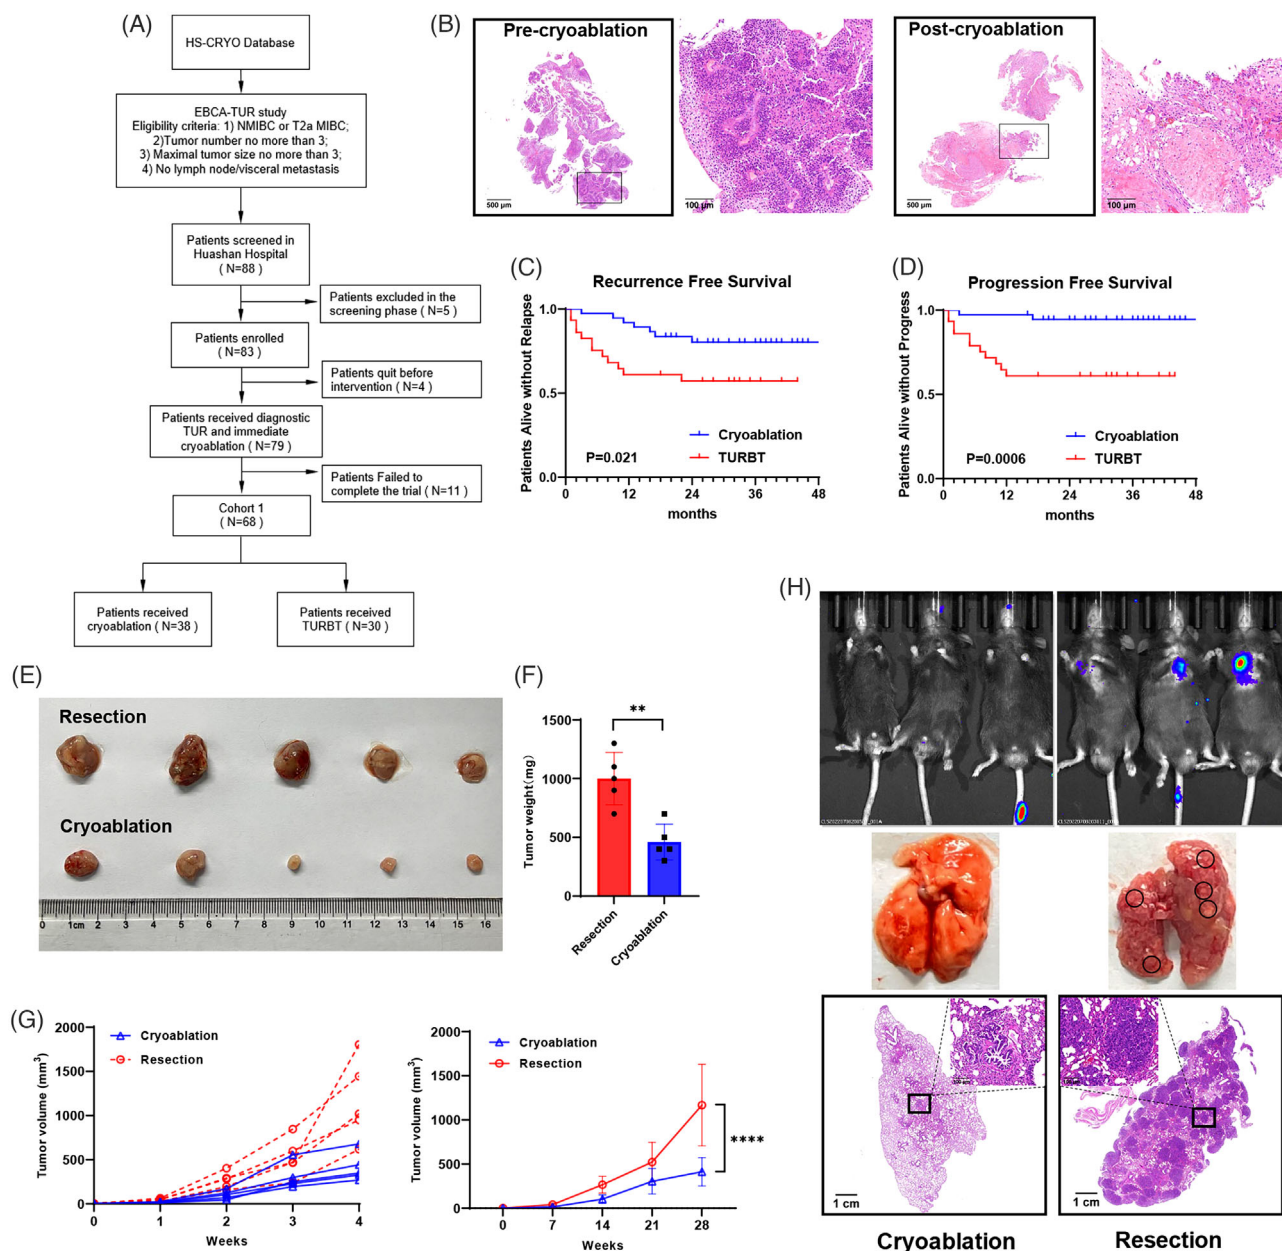 (A)
HS-CRYO Database
EBCA-TUR study
Eligibility criteria: 1) NMIBC or T2a MIBC;
2)Tumor number no more than 3;
3) Maximal tumor size no more than 3;
4) No lymph node/visceral metastasis
Patients screened in
Huashan Hospital
( N=88)
Patients excluded in the
screening phase ( N=5)
Patients enrolled
( N=83)
Patients quit before
intervention ( N=4)
Patients received diagnostic
TUR and immediate
cryoablation ( N=79)
Patients Failed to
complete the trial ( N=11)
Cohort 1
( N=68)
Patients received
cryoablation ( N=38)
Patients received
TURBT ( N=30)
(B)
Pre-cryoablation
500 μm
100 μm
Post-cryoablation
500 μm
100 μm
(C)
Recurrence Free Survival
Patients Alive without Relapse
1.0
0.5
0.0
Cryoablation
TURBT
P=0.021
0 12 24 36 48
months
(D)
Progression Free Survival
Patients Alive without Progress
1.0
0.5
0.0
Cryoablation
TURBT
P=0.0006
0 12 24 36 48
months
(E)
Resection
Cryoablation
0 1cm 2 3 4 5 6 7 8 9 10 11 12 13 14 15 16
(F)
Tumor weight(mg)
1500
1000
500
0
**
Resection
Cryoablation
(G)
Tumor volume (mm³)
2000
1500
1000
500
0
Cryoablation
Resection
0 1 2 3 4
Weeks
Tumor volume (mm³)
2000
1500
1000
500
0
Cryoablation
Resection
****
0 7 14 21 28
Weeks
(H)
1 cm
1 cm
Cryoablation
Resection